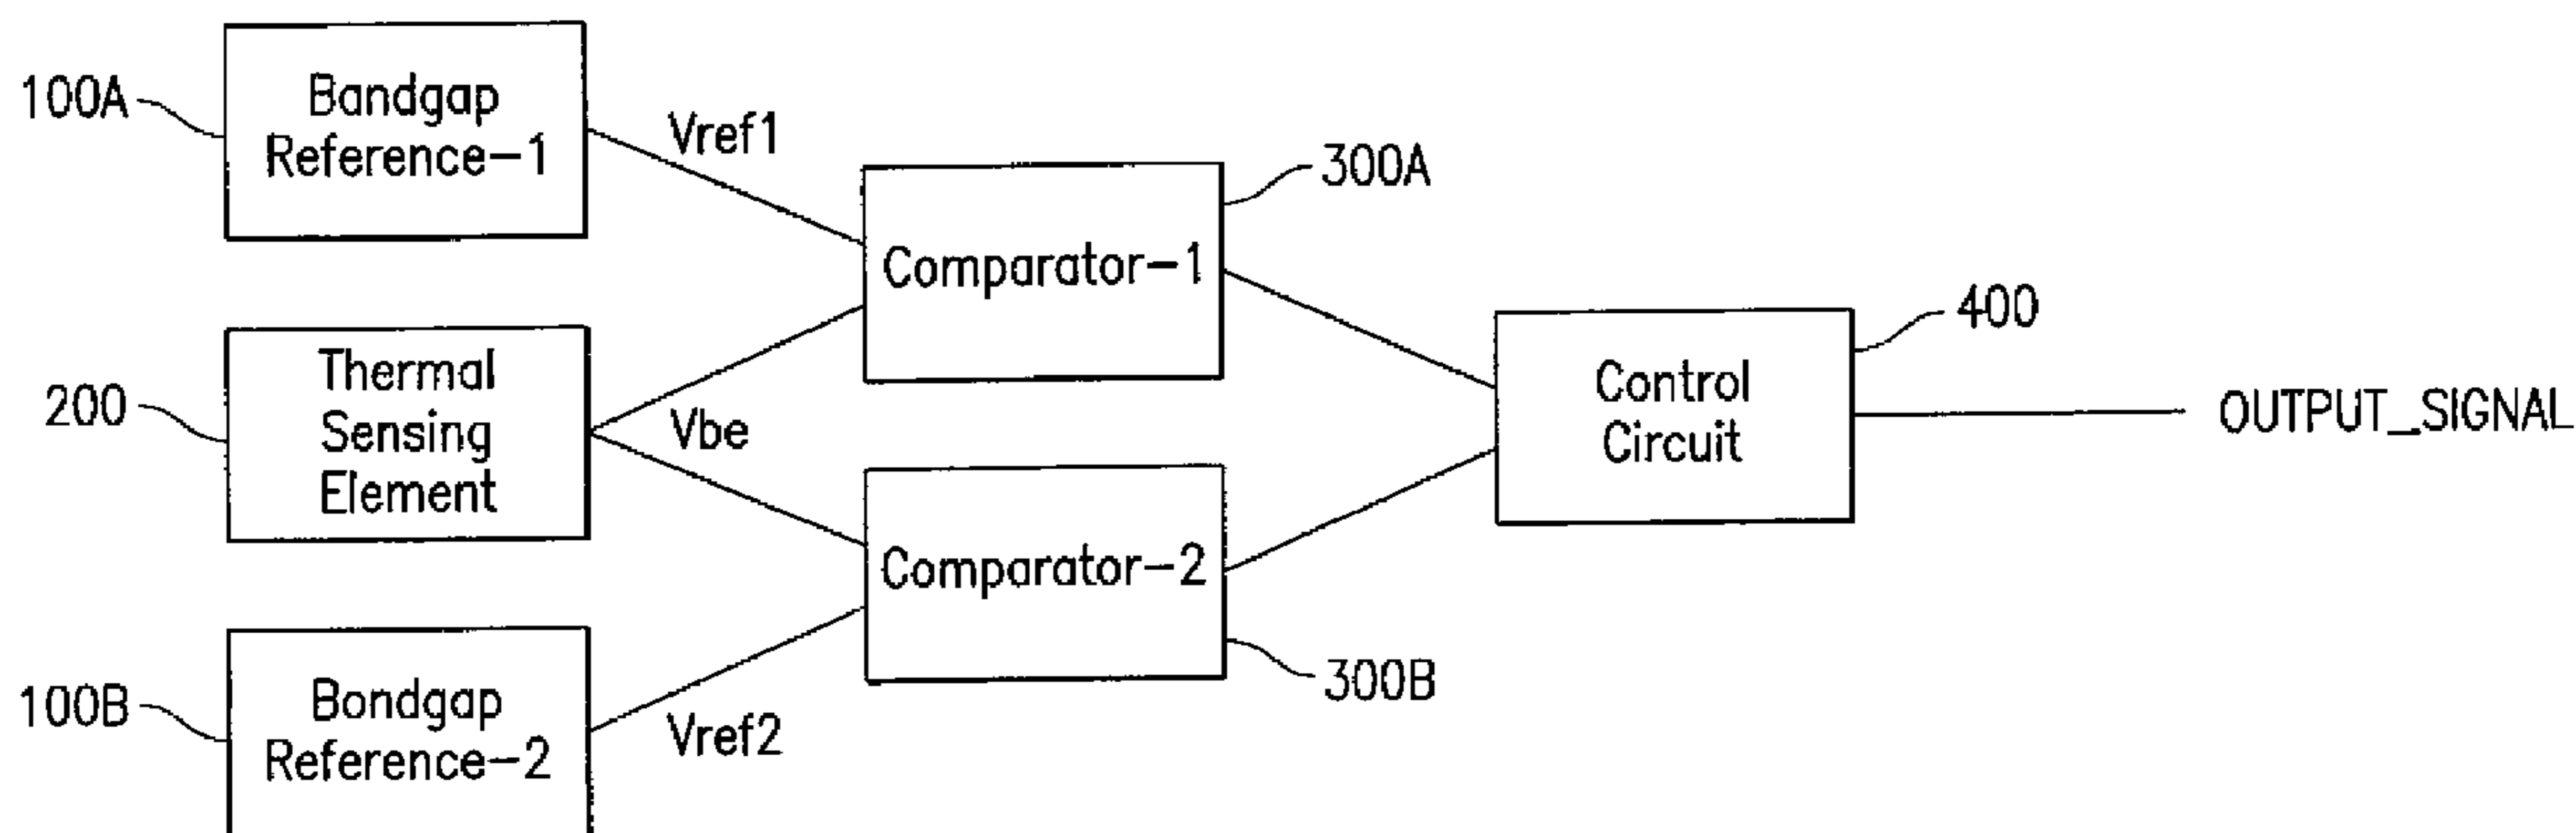 100A
Bandgap
Reference-1
Vref1
300A
Comparator-1
200
Thermal
Sensing
Element
Vbe
400
Control
Circuit
OUTPUT_SIGNAL
Comparator-2
300B
100B
Bondgap
Reference-2
Vref2